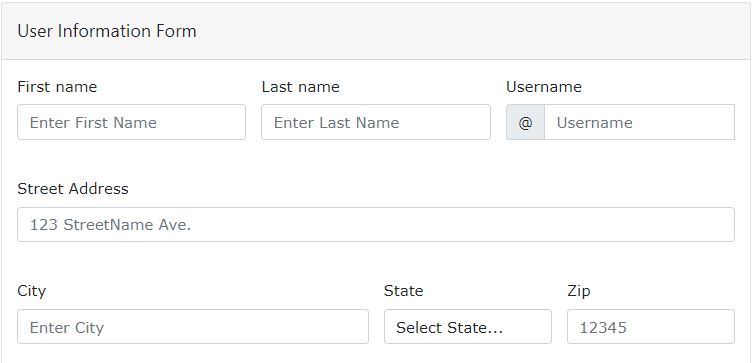 User Information Form
First name Last name Username
Enter First Name Enter Last Name @ Username
Street Address
123 StreetName Ave.
City State Zip
Enter City Select State... 12345